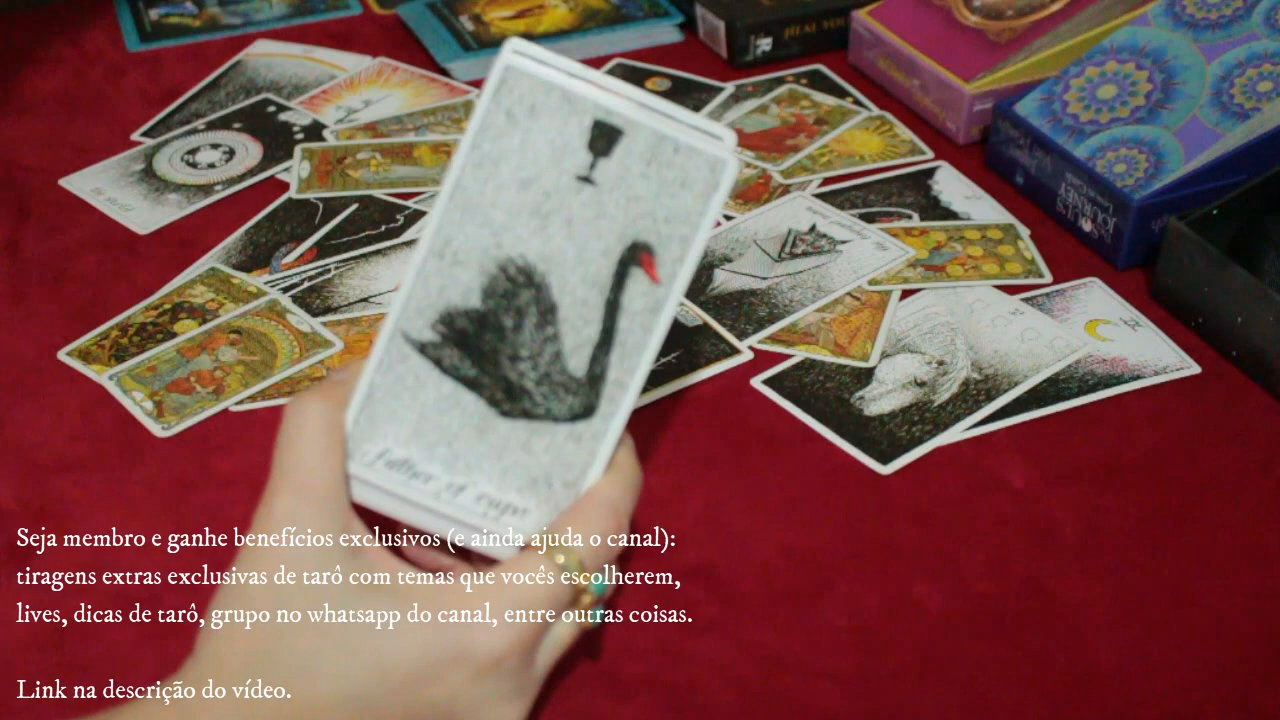 SOUL'S
JOURNEY
father of cups
Seja membro e ganhe benefícios exclusivos (e ainda ajuda o canal):
tiragens extras exclusivas de tarô com temas que vocês escolherem,
lives, dicas de tarô, grupo no whatsapp do canal, entre outras coisas.
Link na descrição do vídeo.